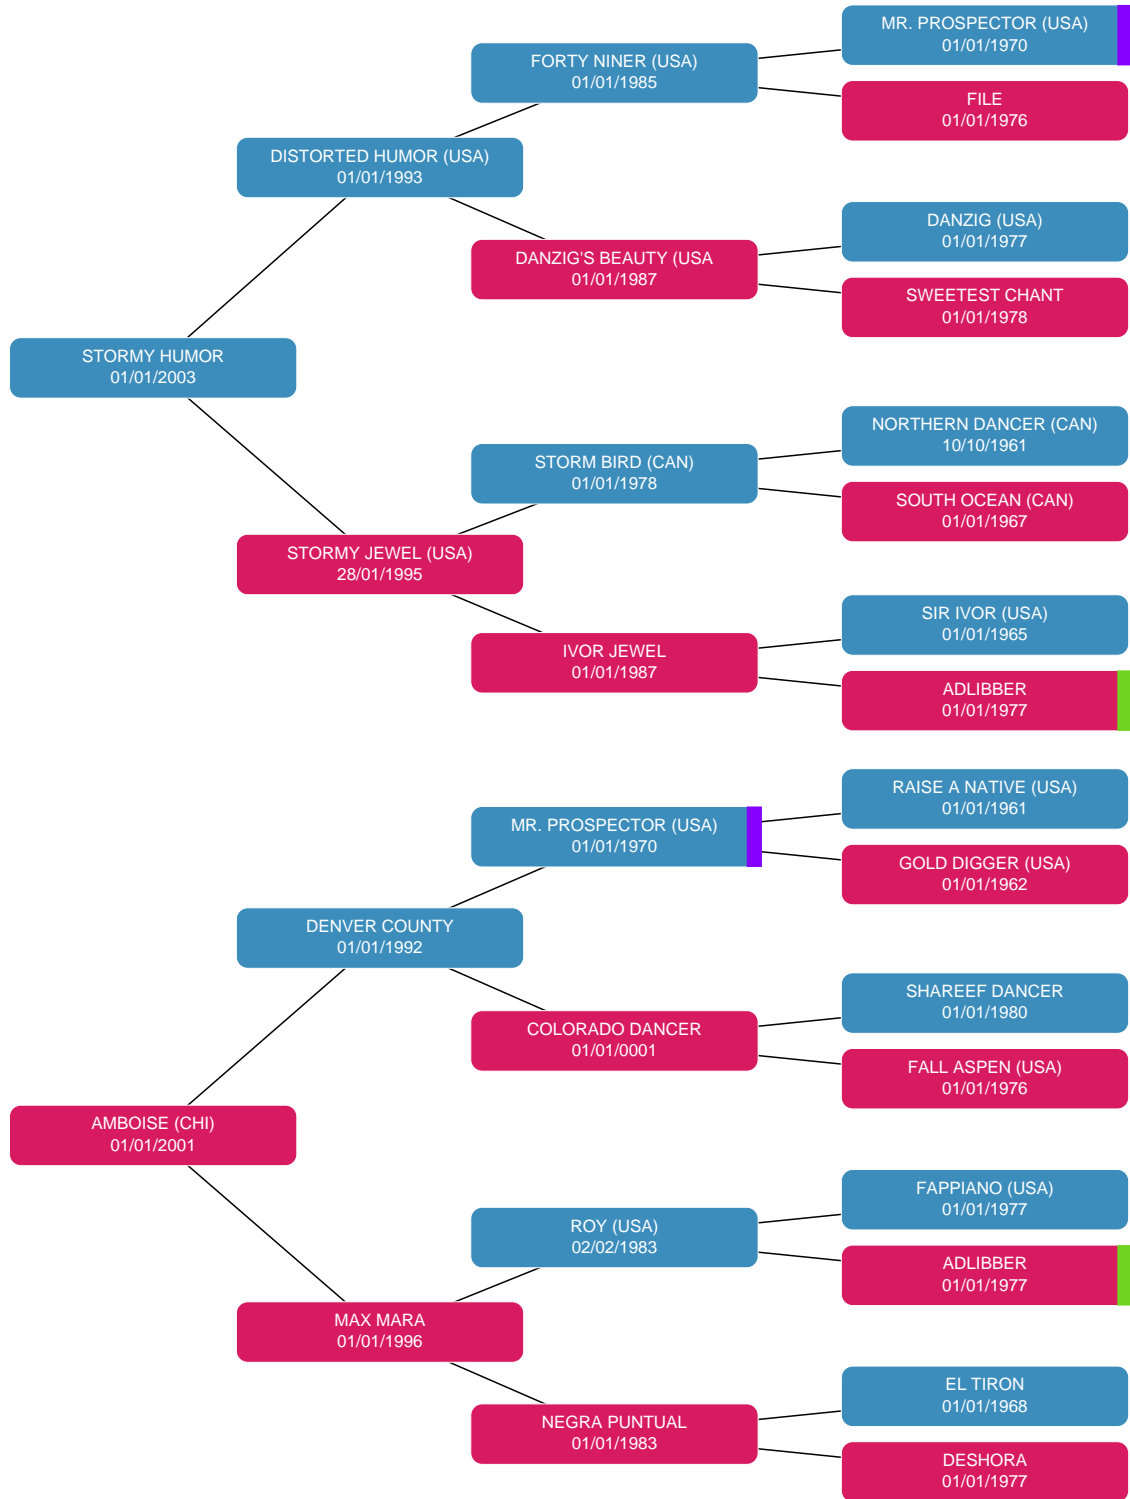 MR. PROSPECTOR (USA)
01/01/1970
FORTY NINER (USA)
01/01/1985
FILE
01/01/1976
DISTORTED HUMOR (USA)
01/01/1993
DANZIG (USA)
01/01/1977
DANZIG'S BEAUTY (USA
01/01/1987
SWEETEST CHANT
01/01/1978
STORMY HUMOR
01/01/2003
NORTHERN DANCER (CAN)
10/10/1961
STORM BIRD (CAN)
01/01/1978
SOUTH OCEAN (CAN)
01/01/1967
STORMY JEWEL (USA)
28/01/1995
SIR IVOR (USA)
01/01/1965
IVOR JEWEL
01/01/1987
ADLIBBER
01/01/1977
RAISE A NATIVE (USA)
01/01/1961
MR. PROSPECTOR (USA)
01/01/1970
GOLD DIGGER (USA)
01/01/1962
DENVER COUNTY
01/01/1992
SHAREEF DANCER
01/01/1980
COLORADO DANCER
01/01/0001
FALL ASPEN (USA)
01/01/1976
AMBOISE (CHI)
01/01/2001
FAPPIANO (USA)
01/01/1977
ROY (USA)
02/02/1983
ADLIBBER
01/01/1977
MAX MARA
01/01/1996
EL TIRON
01/01/1968
NEGRA PUNTUAL
01/01/1983
DESHORA
01/01/1977